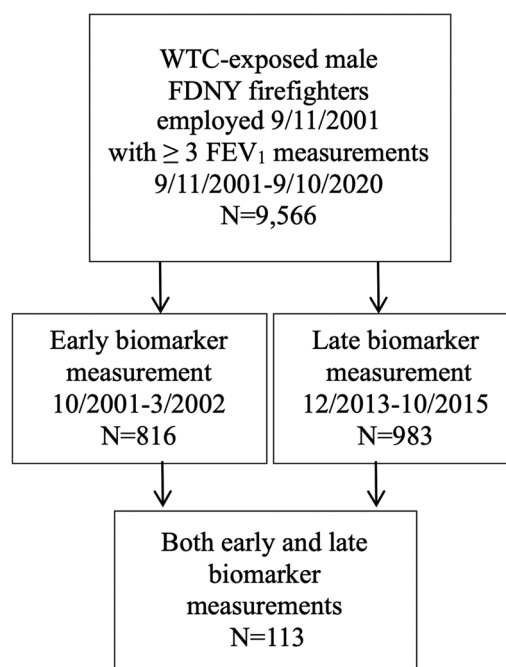 WTC-exposed male
FDNY firefighters
employed 9/11/2001
with ≥ 3 FEV₁ measurements
9/11/2001-9/10/2020
N=9,566
Early biomarker
measurement
10/2001-3/2002
N=816
Late biomarker
measurement
12/2013-10/2015
N=983
Both early and late
biomarker
measurements
N=113